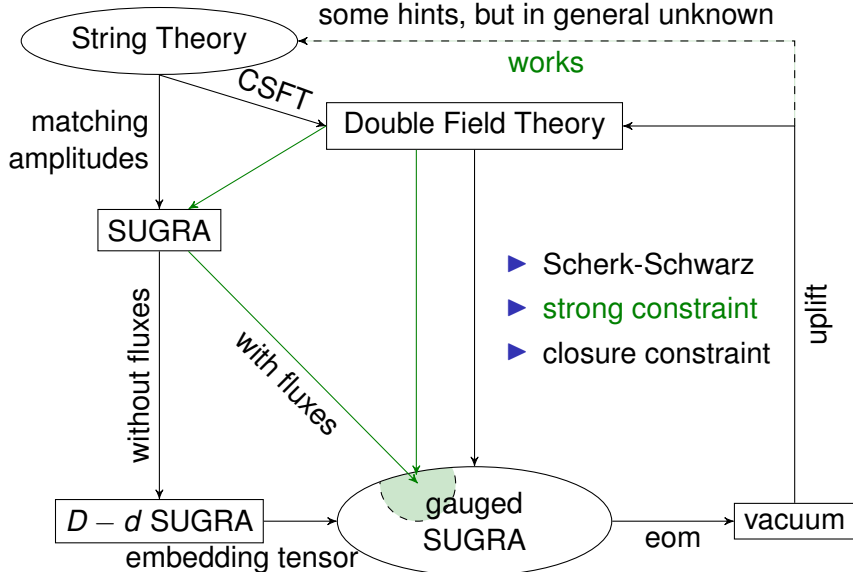 some hints, but in general unknown
String Theory
works
CSFT
matching
amplitudes
Double Field Theory
SUGRA
Scherk-Schwarz
strong constraint
closure constraint
without fluxes
with fluxes
uplift
D − d SUGRA
embedding tensor
gauged
SUGRA
eom
vacuum